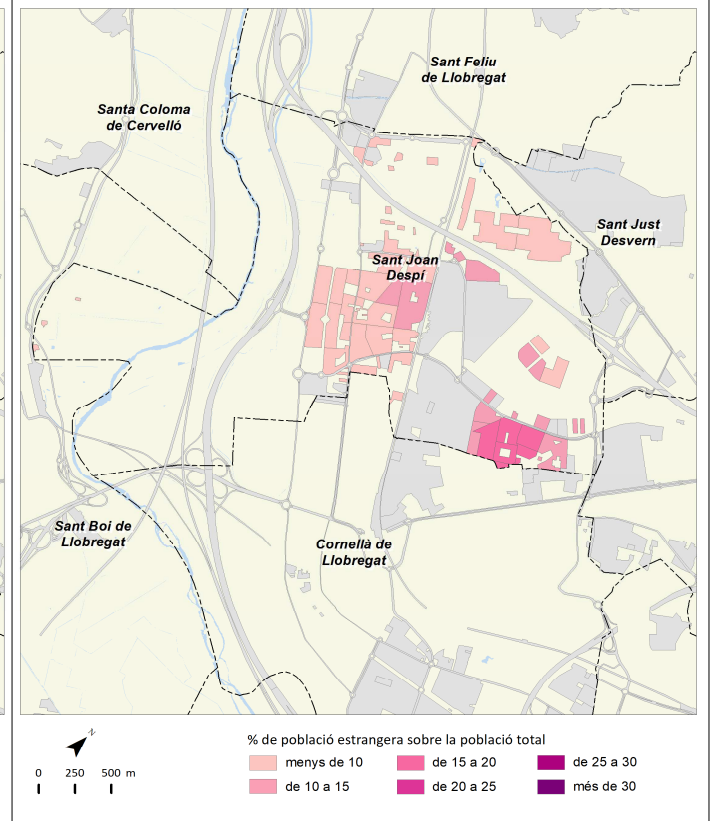 Sant Feliu
de Llobregat
Santa Coloma
de Cervelló
Sant Just
Desvern
Sant Joan
Despí
Sant Boi de
Llobregat
Cornellà de
Llobregat
N
% de població estrangera sobre la població total
menys de 10
de 15 a 20
de 25 a 30
0 250 500 m
de 10 a 15
de 20 a 25
més de 30